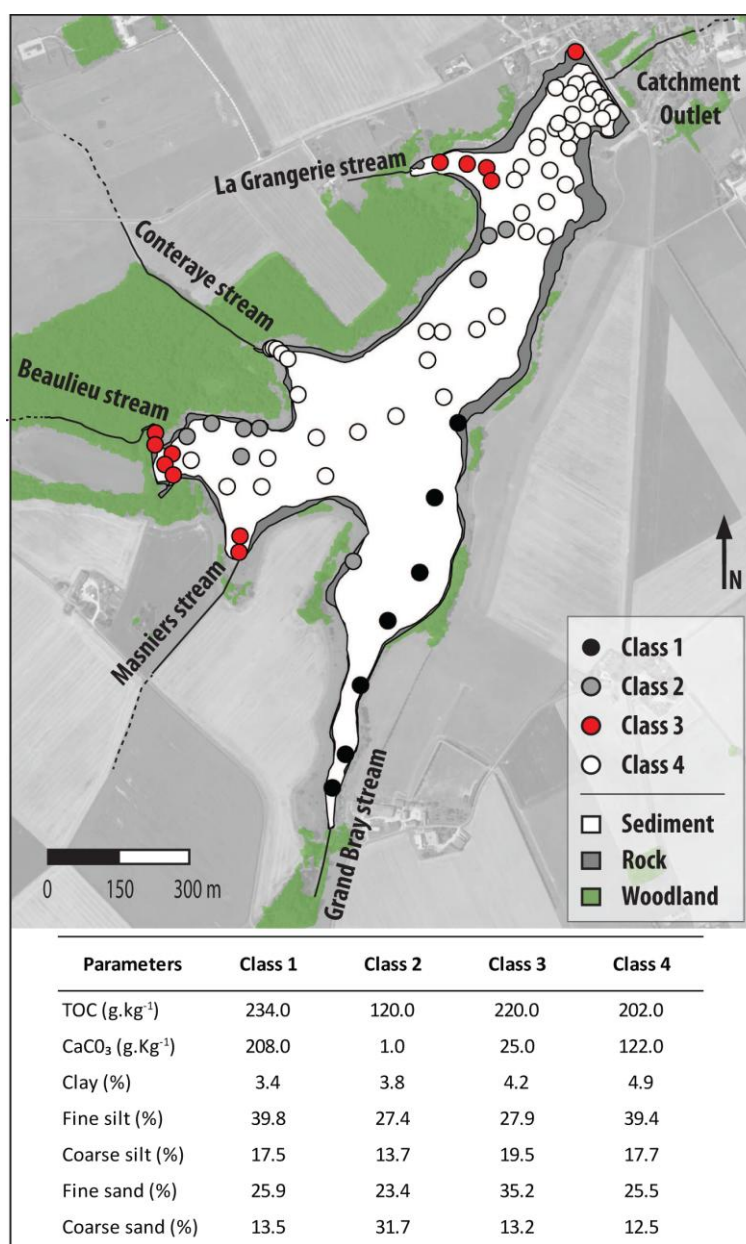 Catchment
Outlet
La Grangerie stream
Conteraye stream
Beaulieu stream
Masniers stream
Grand Bray stream
N
Class 1
Class 2
Class 3
Class 4
Sediment
Rock
Woodland
0 150 300 m
Parameters Class 1 Class 2 Class 3 Class 4
TOC (g.kg⁻¹) 234.0 120.0 220.0 202.0
CaC0₃ (g.Kg⁻¹) 208.0 1.0 25.0 122.0
Clay (%) 3.4 3.8 4.2 4.9
Fine silt (%) 39.8 27.4 27.9 39.4
Coarse silt (%) 17.5 13.7 19.5 17.7
Fine sand (%) 25.9 23.4 35.2 25.5
Coarse sand (%) 13.5 31.7 13.2 12.5